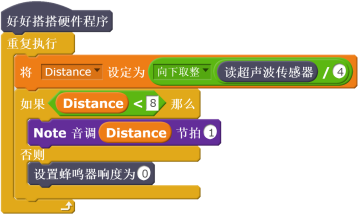 好好搭搭硬件程序
重复执行
将 Distance 设定为 向下取整 读超声波传感器 / 4
如果 Distance < 8 那么
Note 音调 Distance 节拍 1
否则
设置蜂鸣器响度为 0